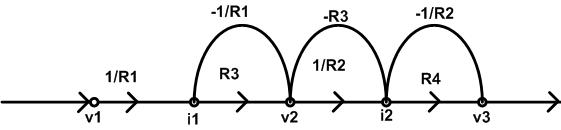 -1/R1 -R3 -1/R2
1/R1 R3 1/R2 R4
v1 i1 v2 i2 v3